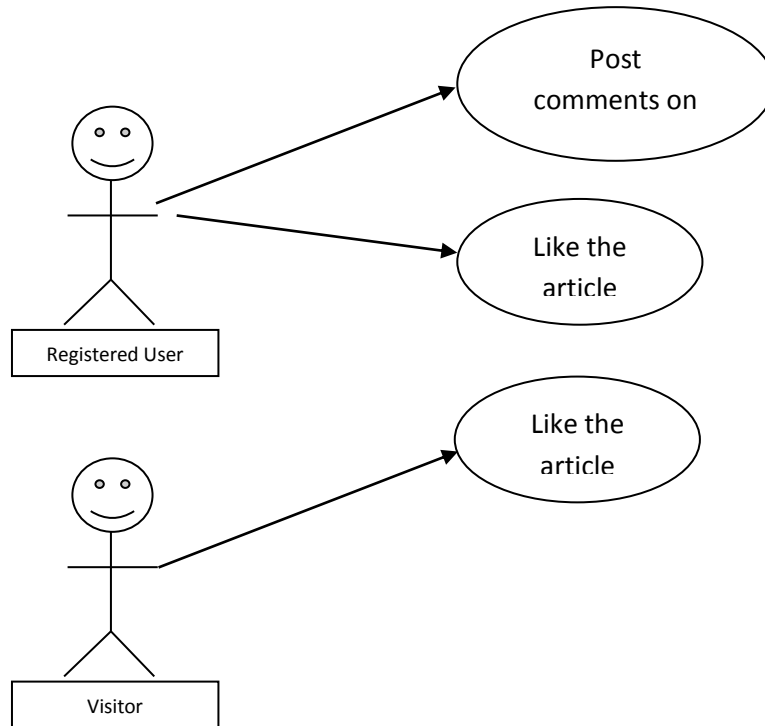 Post
comments on
Like the
article
Registered User
Like the
article
Visitor